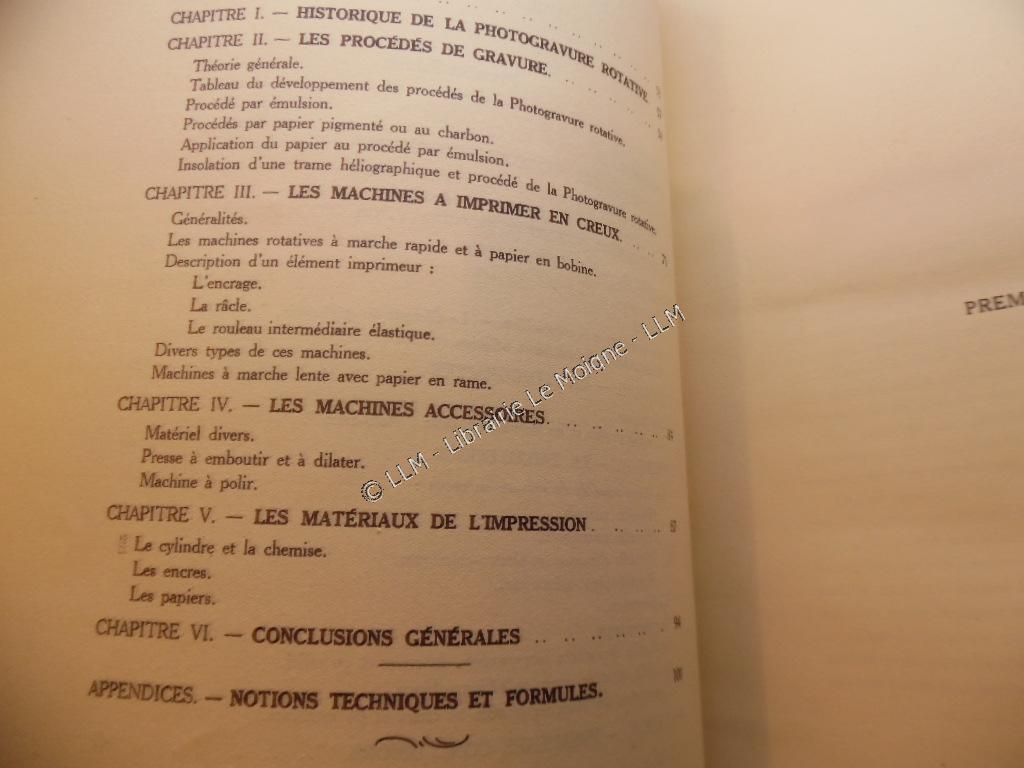 CHAPITRE I. — HISTORIQUE DE LA PHOTOGRAVURE ROTATIVE.
CHAPITRE II. — LES PROCÉDÉS DE GRAVURE.
Théorie générale.
Tableau du développement des procédés de la Photogravure rotative.
Procédé par émulsion.
Procédés par papier pigmenté ou au charbon.
Application du papier au procédé par émulsion.
Insolation d'une trame héliographique et procédé de la Photogravure rotative.
CHAPITRE III. — LES MACHINES A IMPRIMER EN CREUX. .. .. 71
Généralités.
Les machines rotatives à marche rapide et à papier en bobine.
Description d'un élément imprimeur :
L'encrage.
La râcle.
Le rouleau intermédiaire élastique.
Divers types de ces machines.
Machines à marche lente avec papier en rame.
CHAPITRE IV. — LES MACHINES ACCESSOIRES. .. .. .. .. ..
Matériel divers.
Presse à emboutir et à dilater.
Machine à polir.
CHAPITRE V. — LES MATÉRIAUX DE L'IMPRESSION . .. .. ..
Le cylindre et la chemise.
Les encres.
Les papiers.
CHAPITRE VI. — CONCLUSIONS GÉNÉRALES .. .. .. .. . 94
APPENDICES. — NOTIONS TECHNIQUES ET FORMULES.
PREM
© LLM - Librairie Le Moigne - LLM